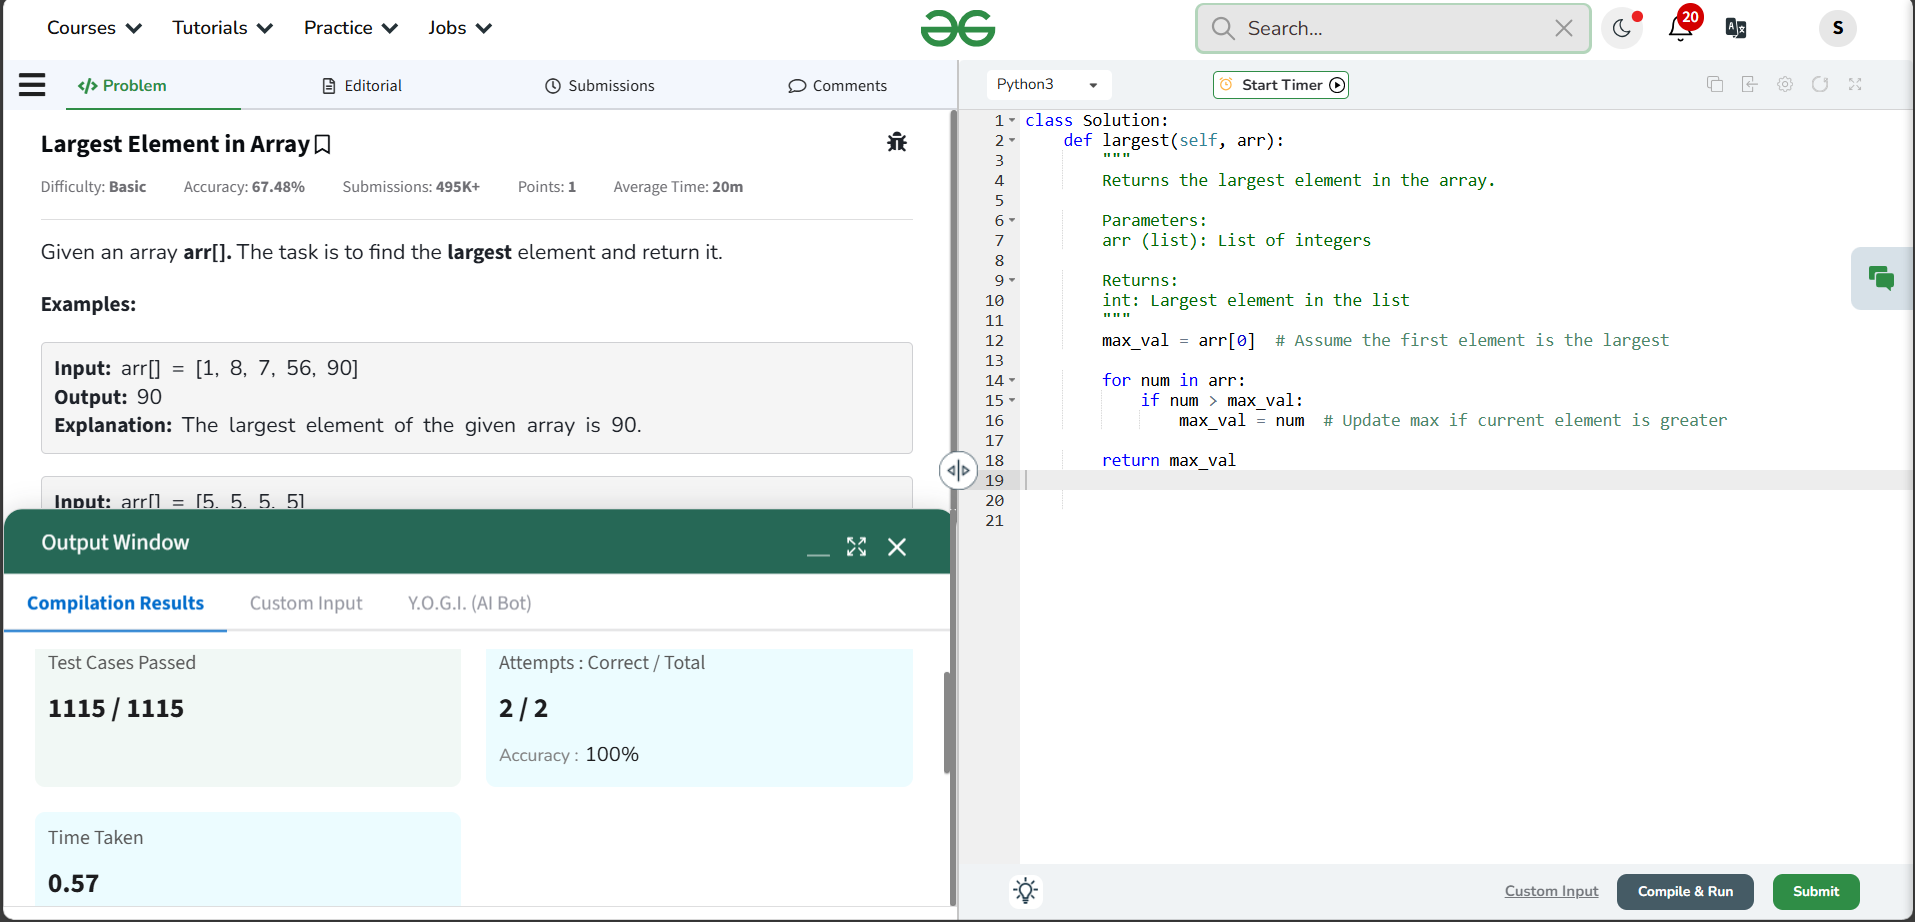 Courses Tutorials Practice Jobs Search... 20 S
Problem Editorial Submissions Comments
Largest Element in Array
Difficulty: Basic Accuracy: 67.48% Submissions: 495K+ Points: 1 Average Time: 20m
Given an array arr[]. The task is to find the largest element and return it.
Examples:
Input: arr[] = [1, 8, 7, 56, 90]
Output: 90
Explanation: The largest element of the given array is 90.
Input: arr[] = [5, 5, 5, 5]
Output Window
Compilation Results Custom Input Y.O.G.I. (AI Bot)
Test Cases Passed
1115 / 1115
Attempts : Correct / Total
2 / 2
Accuracy : 100%
Time Taken
0.57
Python3 Start Timer
1 class Solution:
2     def largest(self, arr):
3         """
4         Returns the largest element in the array.
5
6         Parameters:
7         arr (list): List of integers
8
9         Returns:
10         int: Largest element in the list
11         """
12         max_val = arr[0]  # Assume the first element is the largest
13
14         for num in arr:
15             if num > max_val:
16                 max_val = num  # Update max if current element is greater
17
18         return max_val
19
20
21
Custom Input Compile & Run Submit